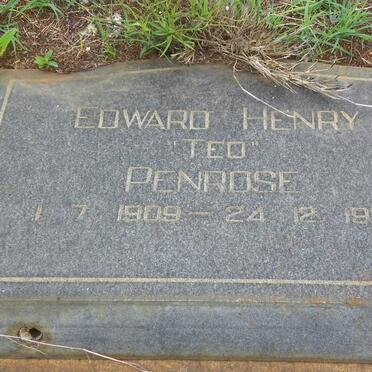 EDWARD HENRY
"TED"
PENROSE
1 7 1909 — 24 12